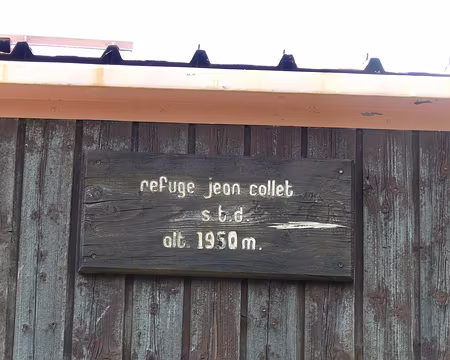 refuge jean collet
s.t.d.
alt. 1950 m.